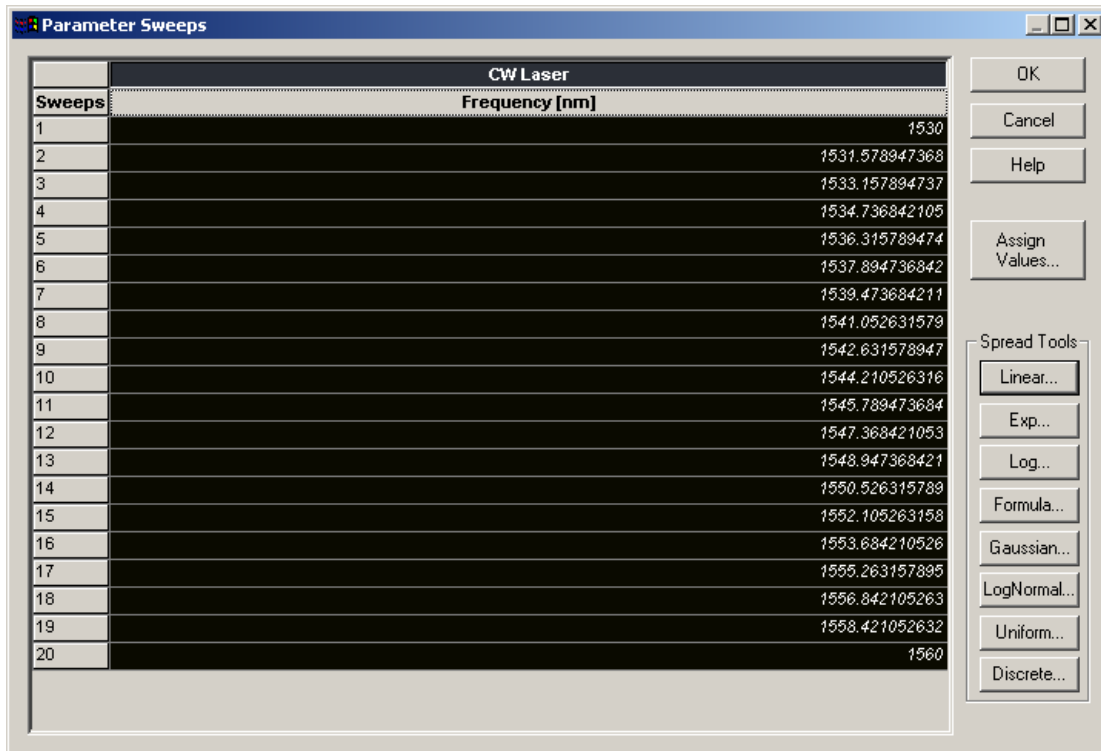 Parameter Sweeps
CW Laser
Sweeps Frequency [nm]
1 1530
2 1531.578947368
3 1533.157894737
4 1534.736842105
5 1536.315789474
6 1537.894736842
7 1539.473684211
8 1541.052631579
9 1542.631578947
10 1544.210526316
11 1545.789473684
12 1547.368421053
13 1548.947368421
14 1550.526315789
15 1552.105263158
16 1553.684210526
17 1555.263157895
18 1556.842105263
19 1558.421052632
20 1560
OK
Cancel
Help
Assign
Values...
Spread Tools
Linear...
Exp...
Log...
Formula...
Gaussian...
LogNormal...
Uniform...
Discrete...